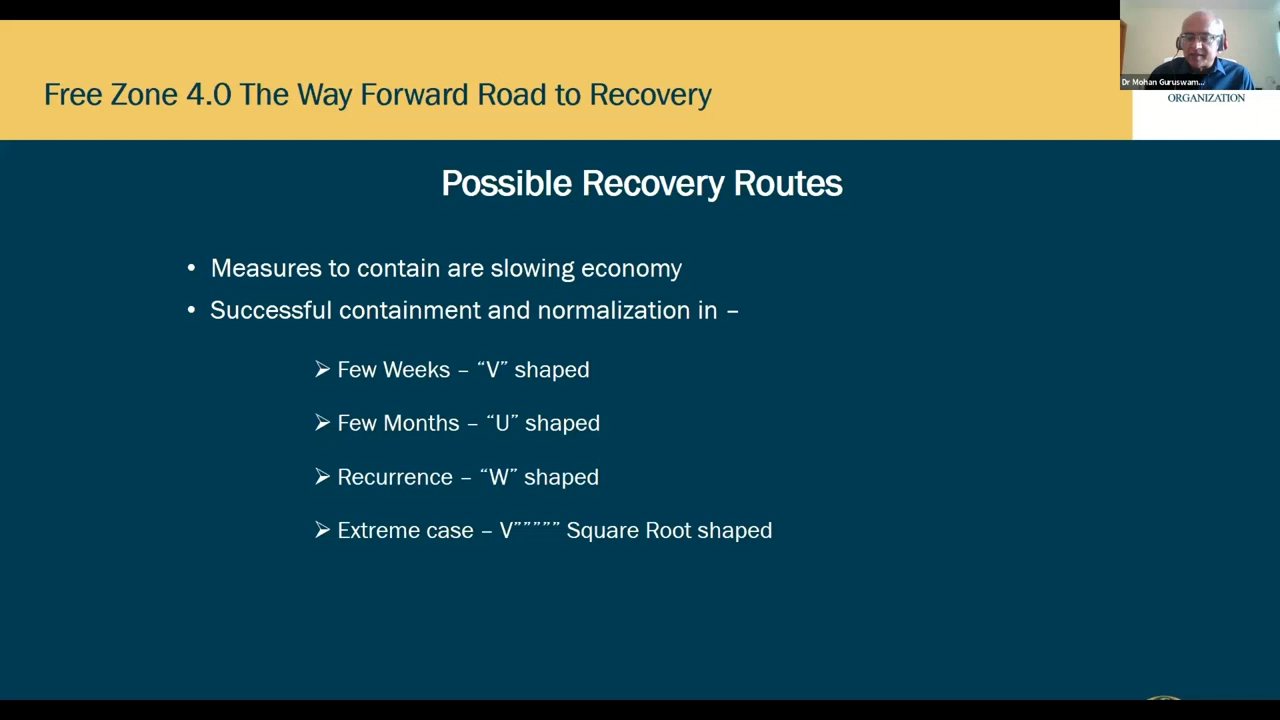 Free Zone 4.0 The Way Forward Road to Recovery
Dr Mohan Guruswam...
ORGANIZATION
Possible Recovery Routes
• Measures to contain are slowing economy
• Successful containment and normalization in –
➢ Few Weeks – “V” shaped
➢ Few Months – “U” shaped
➢ Recurrence – “W” shaped
➢ Extreme case – V””””” Square Root shaped